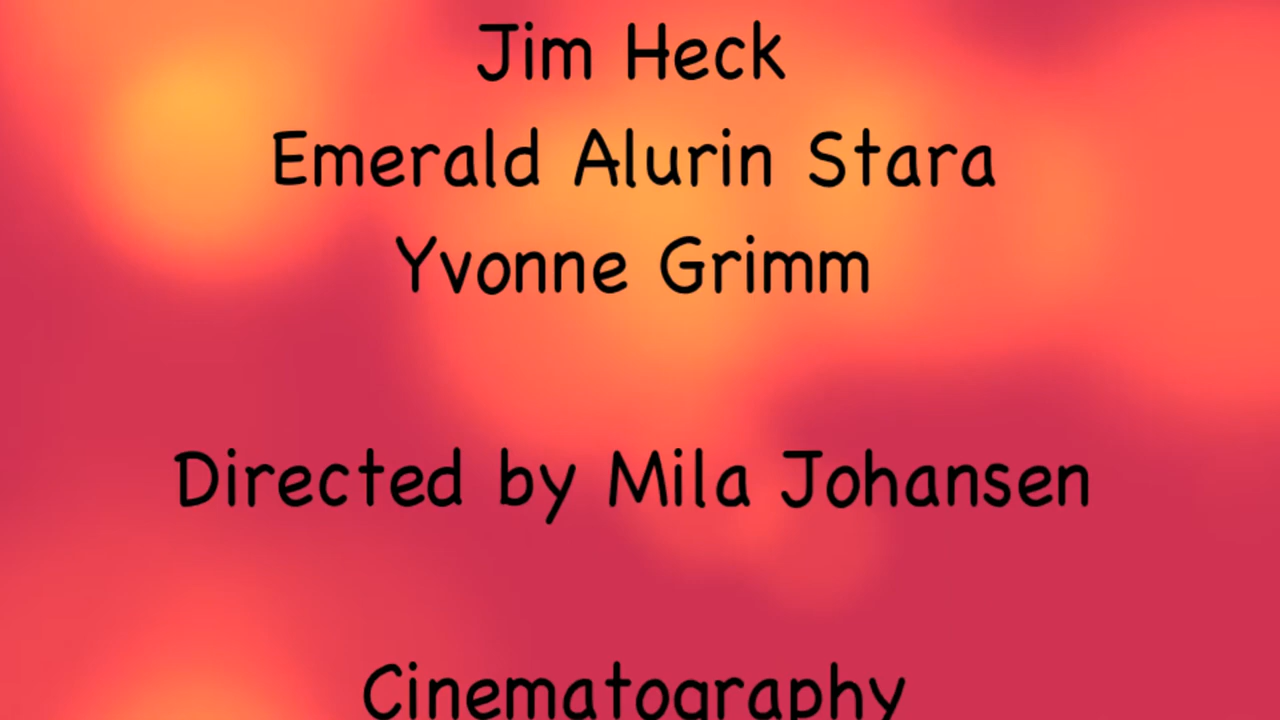 Jim Heck
Emerald Alurin Stara
Yvonne Grimm
Directed by Mila Johansen
Cinematography